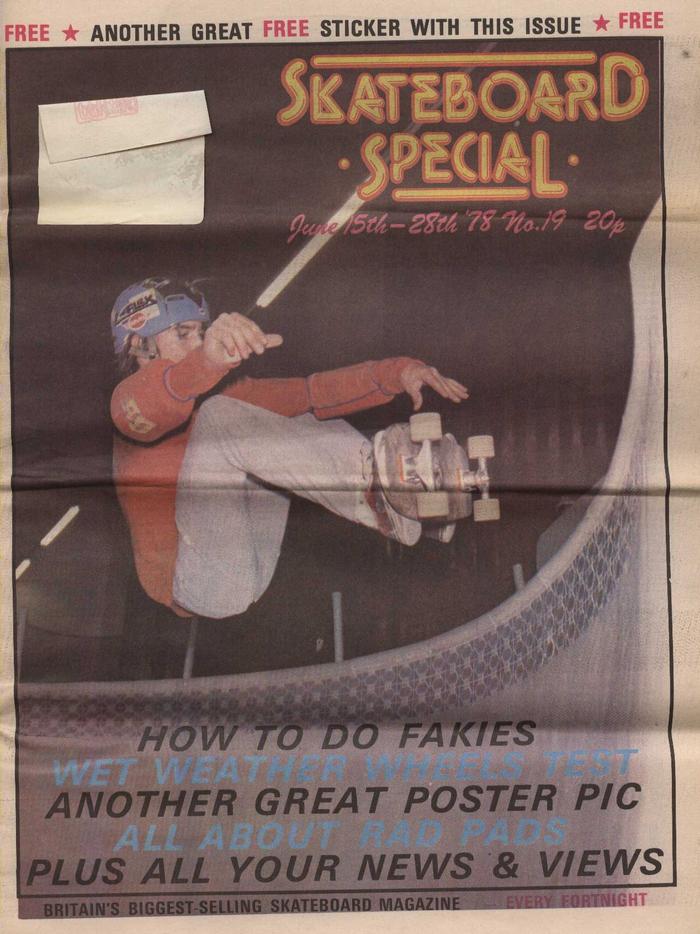 FREE ★ ANOTHER GREAT FREE STICKER WITH THIS ISSUE ★ FREE
SKATEBOARD
·SPECIAL·
June 15th-28th '78 No.19 20p
HOW TO DO FAKIES
WET WEATHER WHEELS TEST
ANOTHER GREAT POSTER PIC
ALL ABOUT RAD PADS
PLUS ALL YOUR NEWS & VIEWS
BRITAIN'S BIGGEST-SELLING SKATEBOARD MAGAZINE EVERY FORTNIGHT